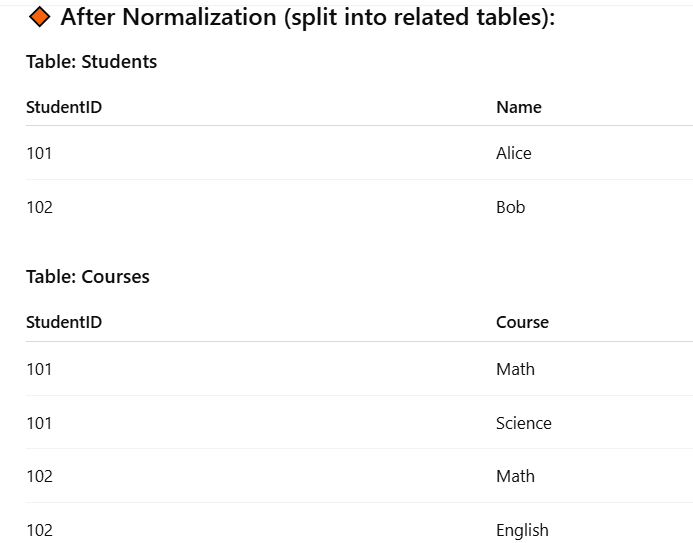 🔶 After Normalization (split into related tables):
Table: Students
StudentID Name
101 Alice
102 Bob
Table: Courses
StudentID Course
101 Math
101 Science
102 Math
102 English